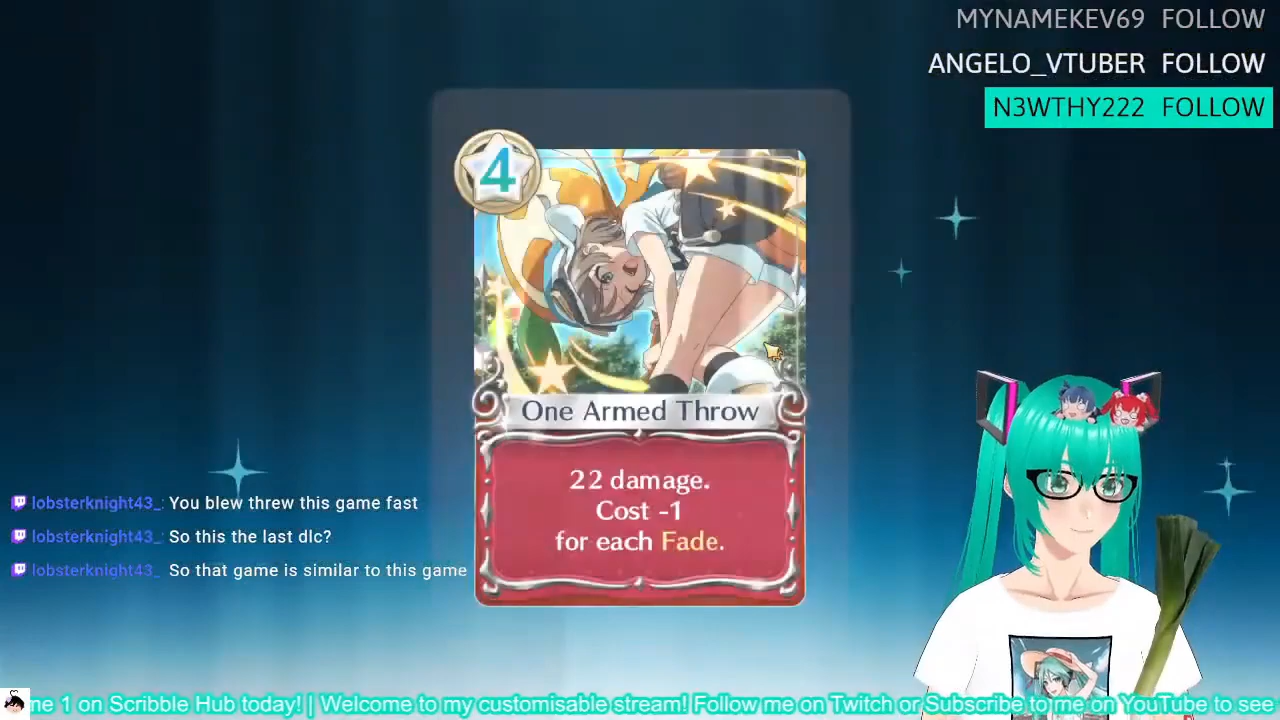 MYNAMEKEV69 FOLLOW
ANGELO_VTUBER FOLLOW
N3WTHY222 FOLLOW
4
One Armed Throw
22 damage.
Cost -1
for each Fade.
lobsterknight43_: You blew threw this game fast
lobsterknight43_: So this the last dlc?
lobsterknight43_ So that game is similar to this game
me 1 on Scribble Hub today! | Welcome to my customisable stream! Follow me on Twitch or Subscribe to me on YouTube to see